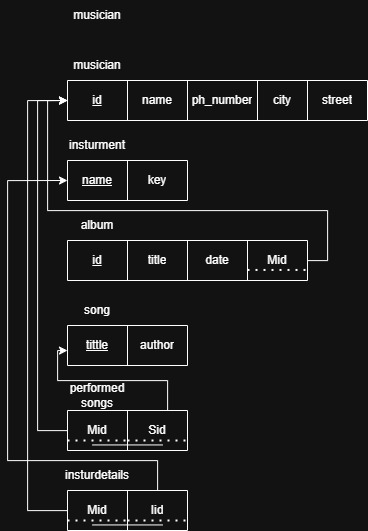 musician
musician
id name ph_number city street
insturment
name key
album
id title date Mid
song
tittle author
performed
songs
Mid Sid
insturdetails
Mid Iid